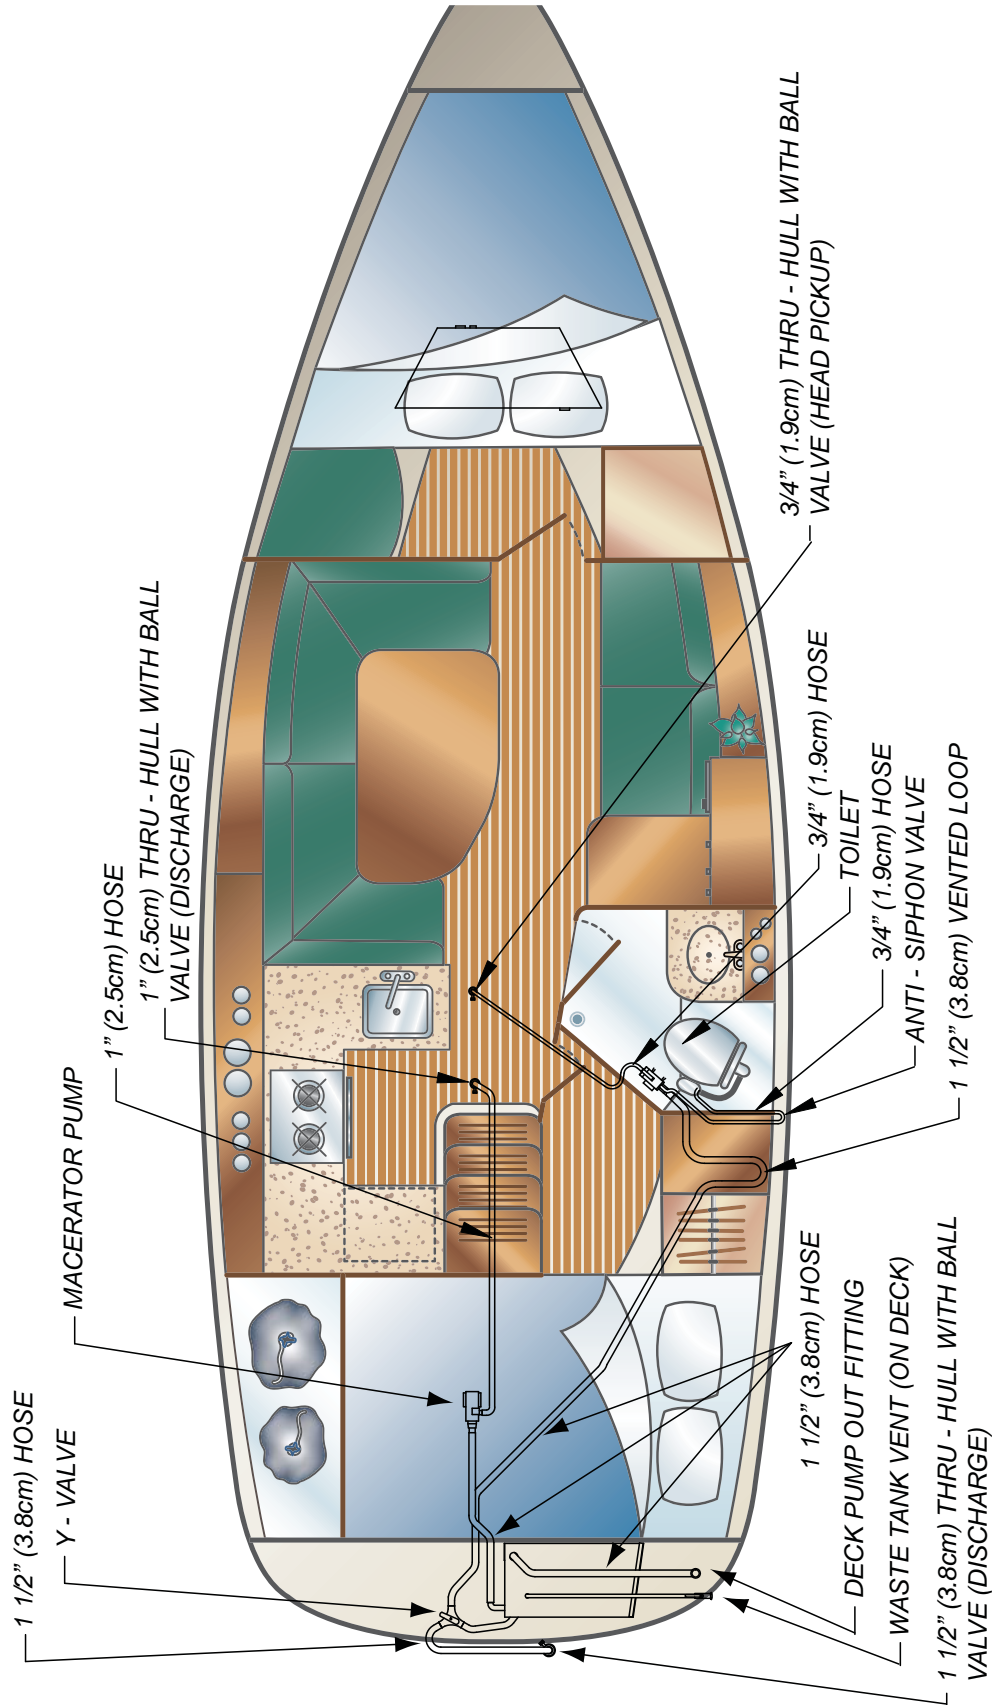 1 1/2” (3.8cm) HOSE
Y - VALVE
MACERATOR PUMP
1” (2.5cm) HOSE
1” (2.5cm) THRU - HULL WITH BALL
VALVE (DISCHARGE)
3/4” (1.9cm) THRU - HULL WITH BALL
VALVE (HEAD PICKUP)
3/4” (1.9cm) HOSE
TOILET
3/4” (1.9cm) HOSE
ANTI - SIPHON VALVE
1 1/2” (3.8cm) VENTED LOOP
1 1/2” (3.8cm) HOSE
DECK PUMP OUT FITTING
WASTE TANK VENT (ON DECK)
1 1/2” (3.8cm) THRU - HULL WITH BALL
VALVE (DISCHARGE)